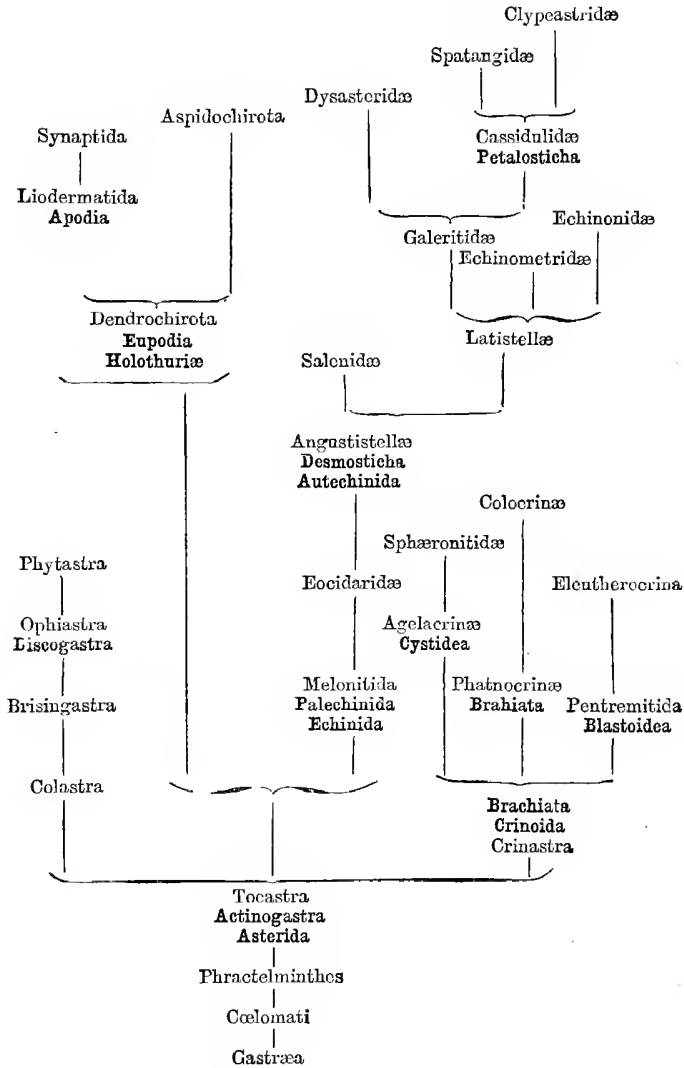 Clypeastridæ
Spatangidæ
Dysasteridæ
Aspidochirota
Synaptida
Cassidulidæ
Petalosticha
Liodermatida
Apodia
Echinonidæ
Galeritidæ
Echinometridæ
Dendrochirota
Eupodia
Holothuriæ
Latistellæ
Salenidæ
Angustistellæ
Desmosticha
Autechinida
Colocrinæ
Sphæronitidæ
Phytastra
Eocidaridæ
Eleutherocrina
Ophiastra
Discogastra
Agelacrinæ
Cystidea
Brisingastra
Melonitida
Palechinida
Echinida
Phatnocrinæ
Brahiata
Pentremitida
Blastoidea
Colastra
Brachiata
Crinoida
Crinastra
Tocastra
Actinogastra
Asterida
Phractelminthes
Cœlomati
Gastræa